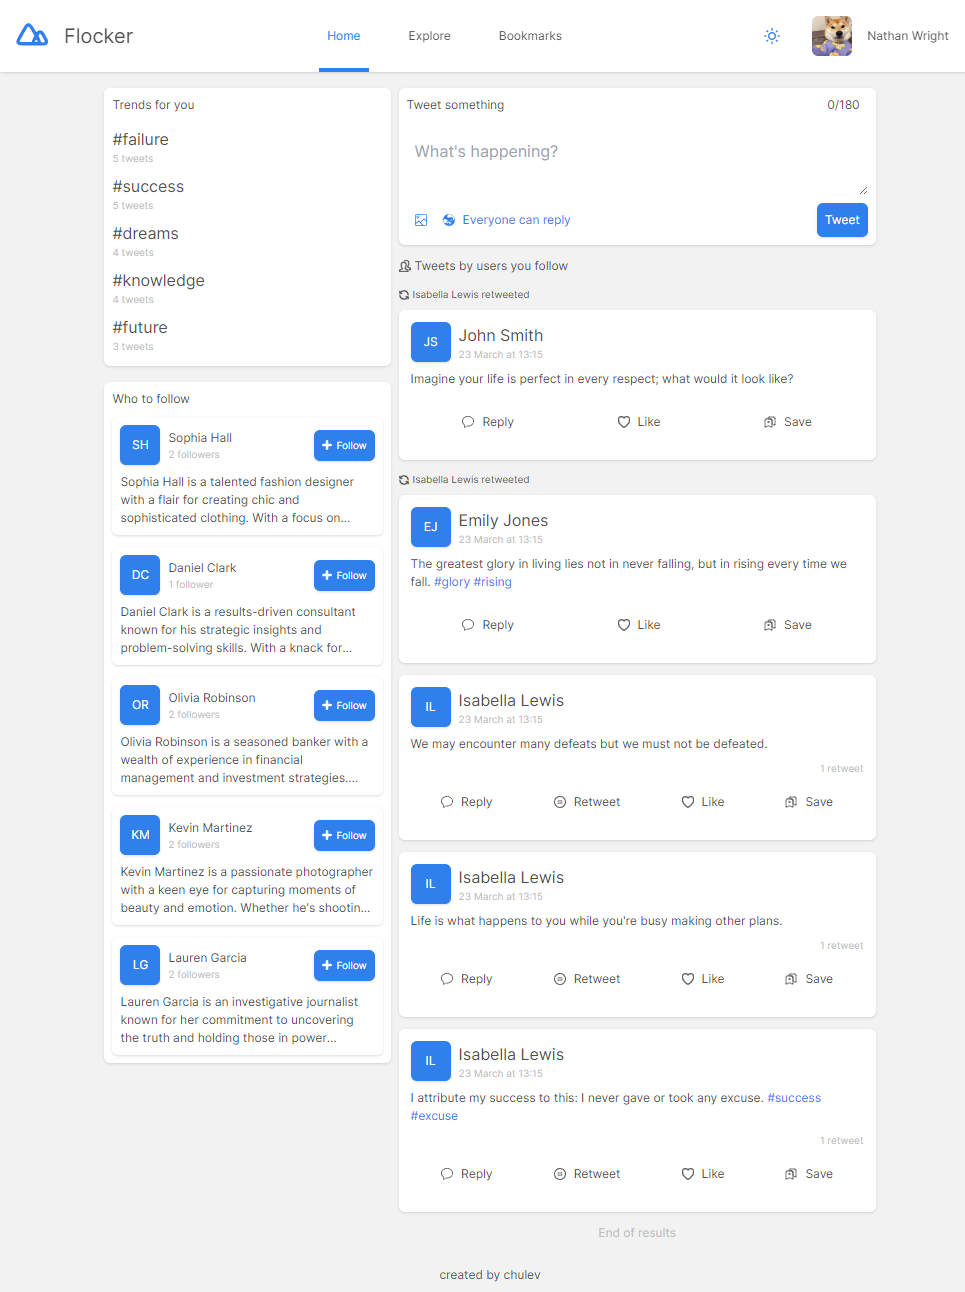 Flocker
Home
Explore
Bookmarks
Nathan Wright
Trends for you
#failure
5 tweets
#success
5 tweets
#dreams
4 tweets
#knowledge
4 tweets
#future
3 tweets
Who to follow
SH
Sophia Hall
2 followers
Follow
Sophia Hall is a talented fashion designer
with a flair for creating chic and
sophisticated clothing. With a focus on...
DC
Daniel Clark
1 follower
Follow
Daniel Clark is a results-driven consultant
known for his strategic insights and
problem-solving skills. With a knack for...
OR
Olivia Robinson
2 followers
Follow
Olivia Robinson is a seasoned banker with a
wealth of experience in financial
management and investment strategies....
KM
Kevin Martinez
2 followers
Follow
Kevin Martinez is a passionate photographer
with a keen eye for capturing moments of
beauty and emotion. Whether he's shootin...
LG
Lauren Garcia
2 followers
Follow
Lauren Garcia is an investigative journalist
known for her commitment to uncovering
the truth and holding those in power...
Tweet something
0/180
What's happening?
Everyone can reply
Tweet
Tweets by users you follow
Isabella Lewis retweeted
JS
John Smith
23 March at 13:15
Imagine your life is perfect in every respect; what would it look like?
Reply
Like
Save
Isabella Lewis retweeted
EJ
Emily Jones
23 March at 13:15
The greatest glory in living lies not in never falling, but in rising every time we
fall. #glory #rising
Reply
Like
Save
IL
Isabella Lewis
23 March at 13:15
We may encounter many defeats but we must not be defeated.
1 retweet
Reply
Retweet
Like
Save
IL
Isabella Lewis
23 March at 13:15
Life is what happens to you while you're busy making other plans.
1 retweet
Reply
Retweet
Like
Save
IL
Isabella Lewis
23 March at 13:15
I attribute my success to this: I never gave or took any excuse. #success
#excuse
1 retweet
Reply
Retweet
Like
Save
End of results
created by chulev